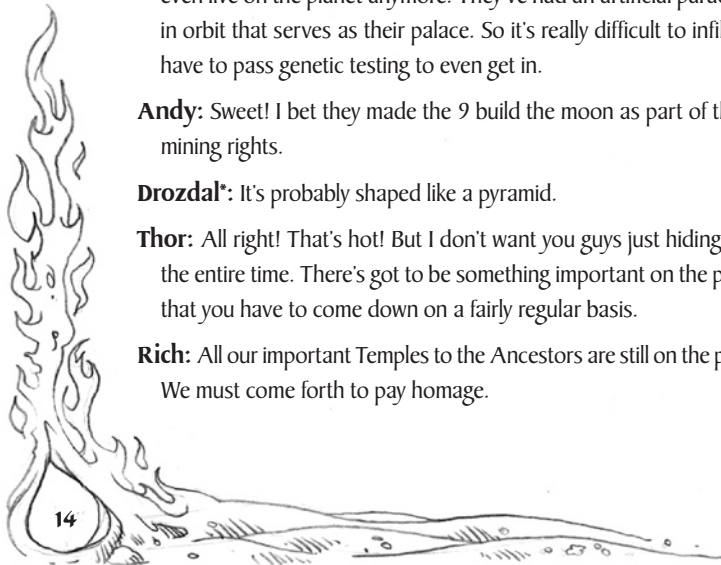 even live on the planet anymore. They've had an artificial
in orbit that serves as their palace. So it's really difficult to
have to pass genetic testing to even get in.
Andy: Sweet! I bet they made the 9 build the moon as part of
mining rights.
Drozdal*: It's probably shaped like a pyramid.
Thor: All right! That's hot! But I don't want you guys just hiding
the entire time. There's got to be something important on the
that you have to come down on a fairly regular basis.
Rich: All our important Temples to the Ancestors are still on the
We must come forth to pay homage.
14